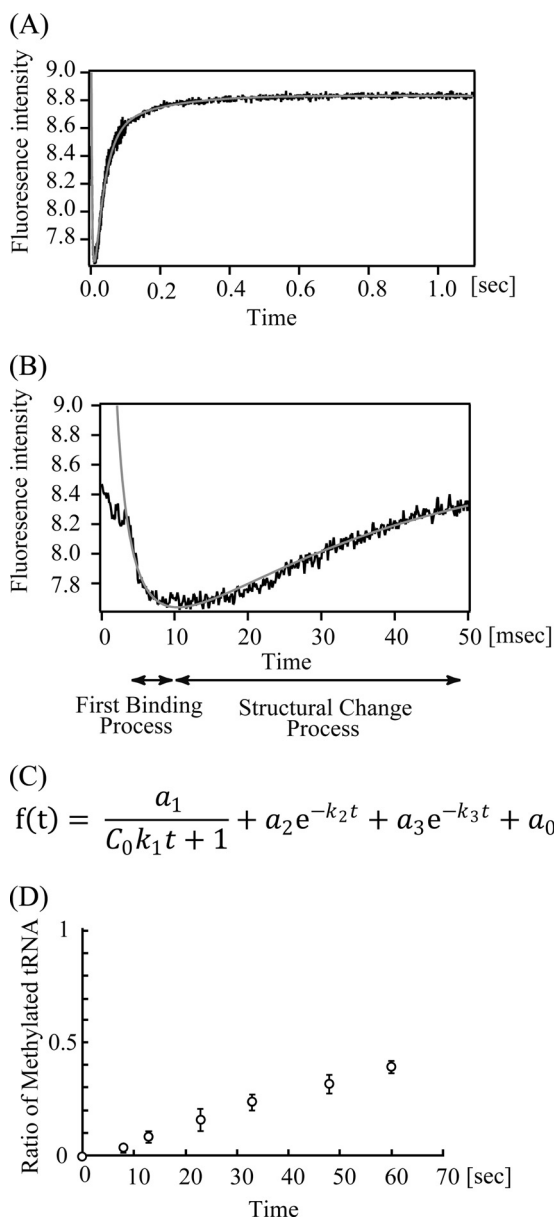 (A)
Fluoresence intensity
9.0
8.8
8.6
8.4
8.2
8.0
7.8
0.0 0.2 0.4 0.6 0.8 1.0 [sec]
Time
(B)
Fluoresence intensity
9.0
8.8
8.6
8.4
8.2
8.0
7.8
0 10 20 30 40 50 [msec]
Time
First Binding Process
Structural Change Process
(C)
f(t) = a₁ / (C₀k₁t + 1) + a₂e^{-k₂t} + a₃e^{-k₃t} + a₀
(D)
Ratio of Methylated tRNA
1
0.5
0
0 10 20 30 40 50 60 70 [sec]
Time